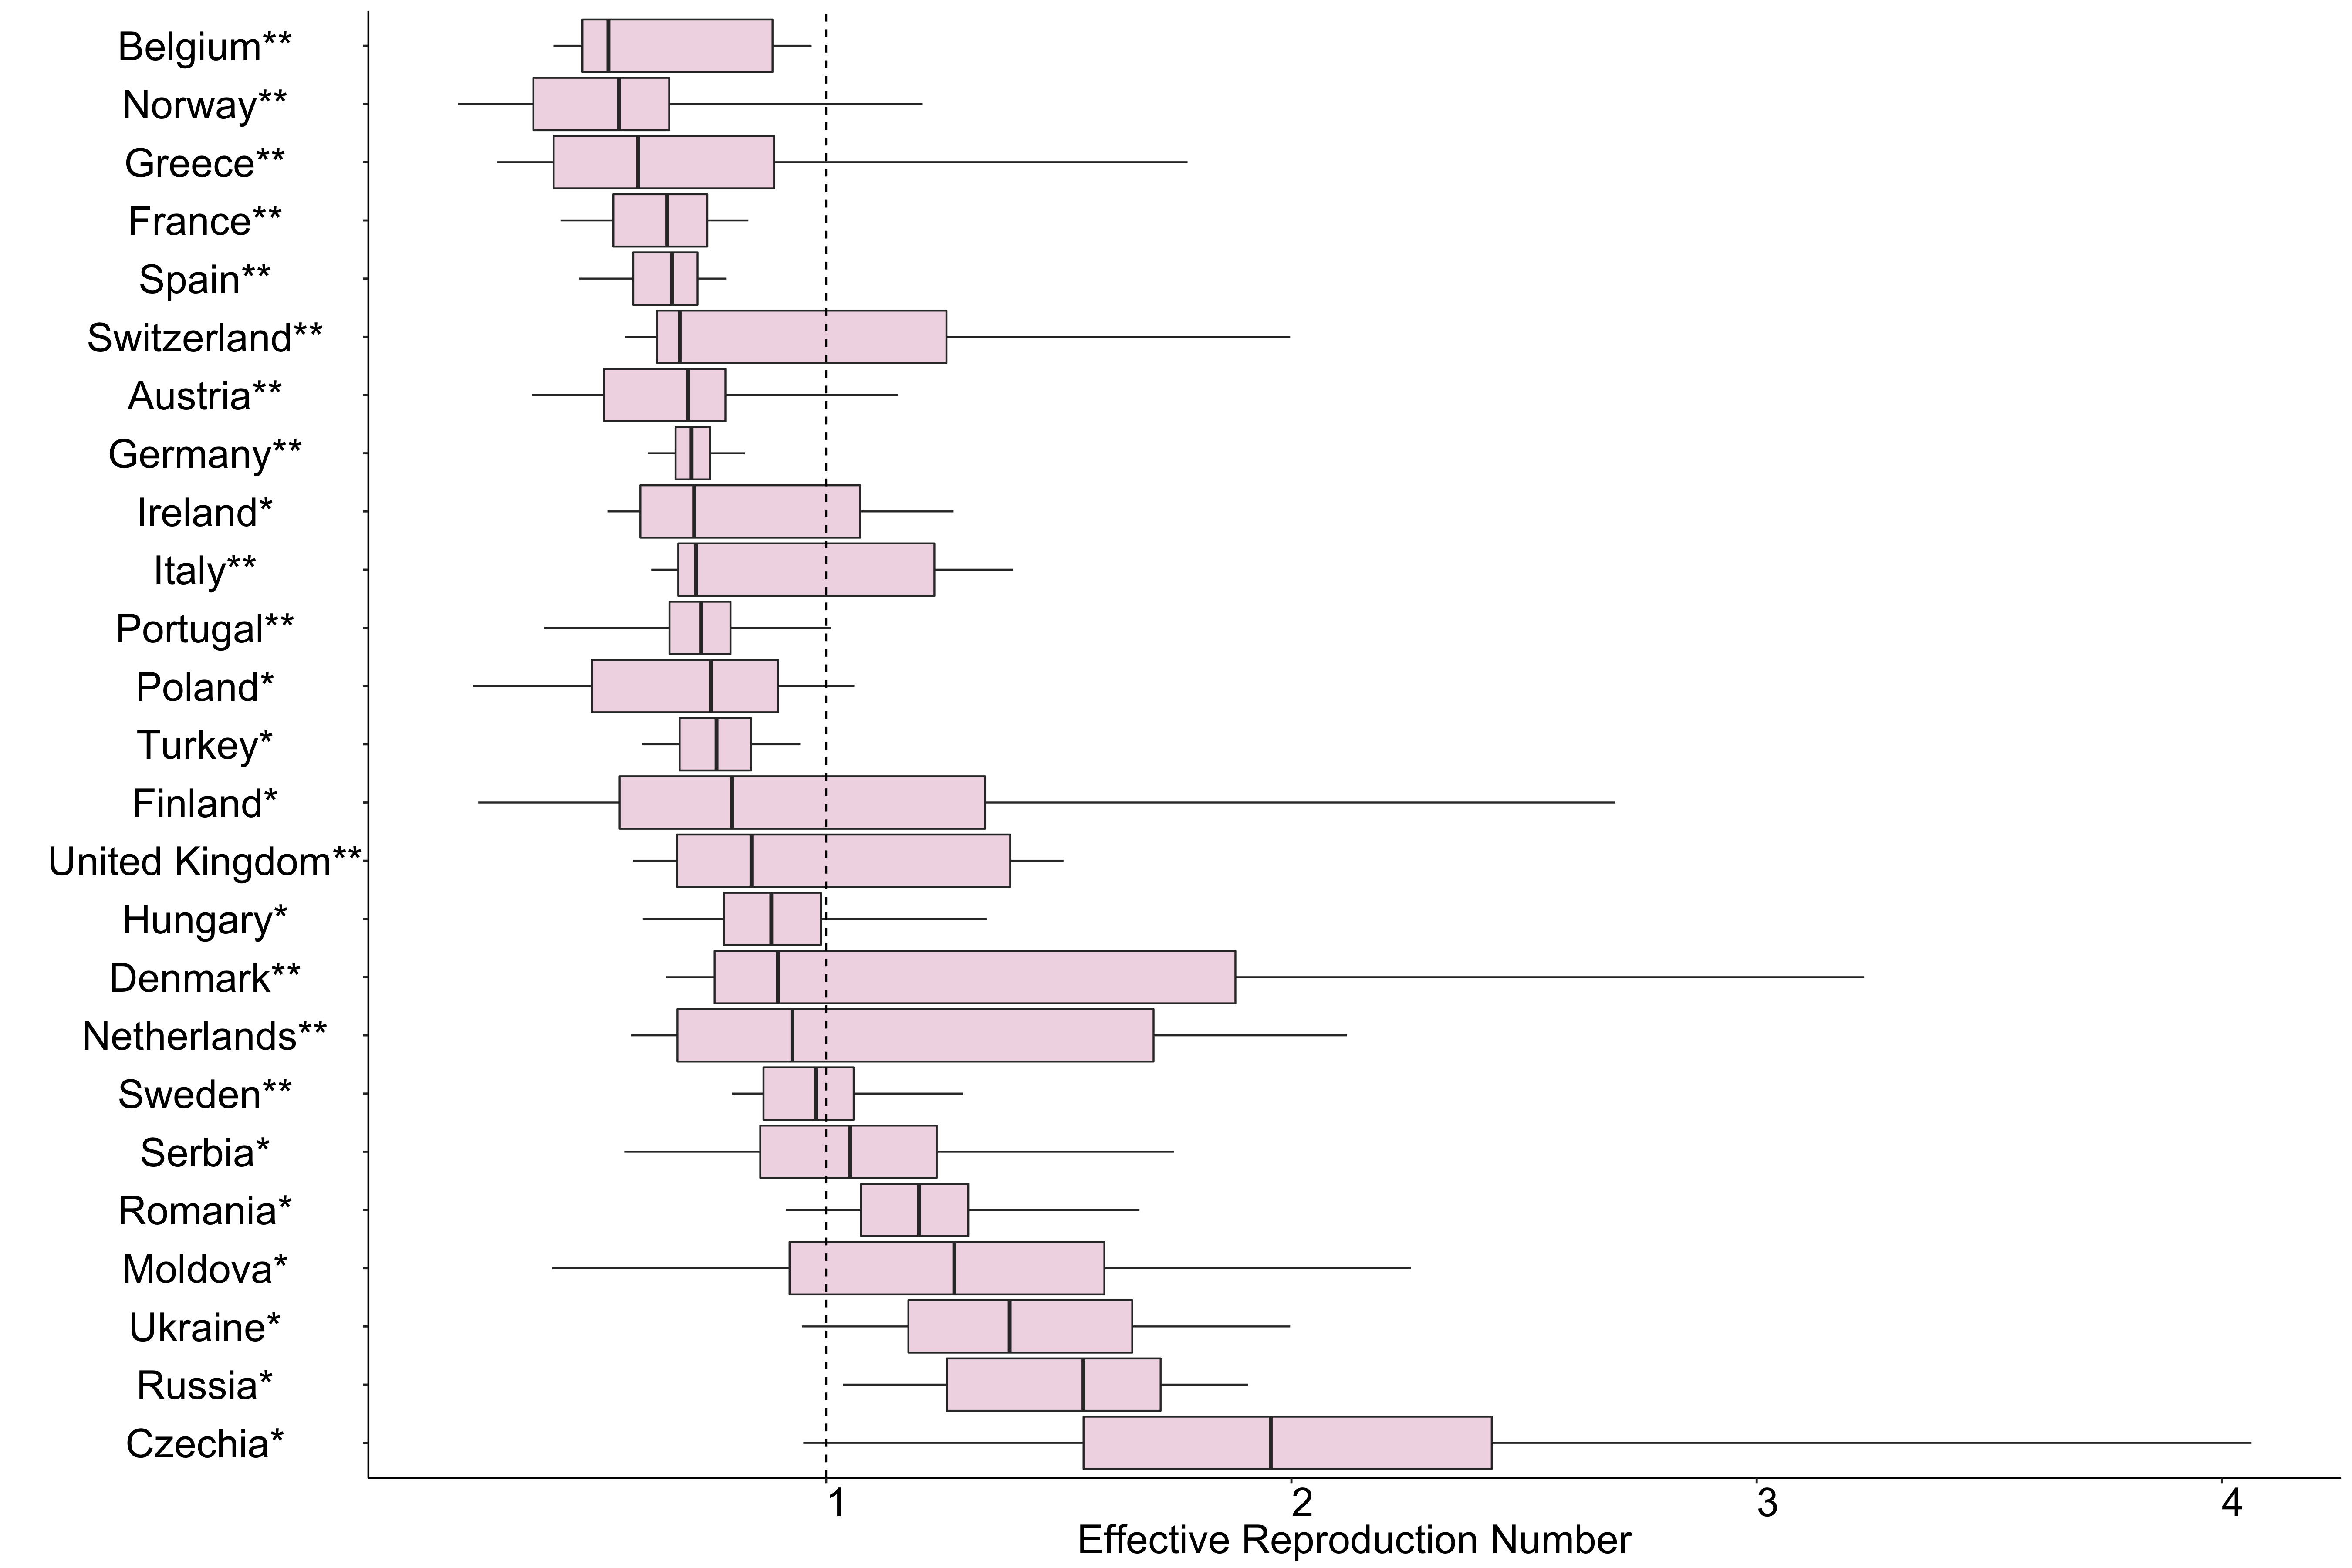 Belgium**
Norway**
Greece**
France**
Spain**
Switzerland**
Austria**
Germany**
Ireland*
Italy**
Portugal**
Poland*
Turkey*
Finland*
United Kingdom**
Hungary*
Denmark**
Netherlands**
Sweden**
Serbia*
Romania*
Moldova*
Ukraine*
Russia*
Czechia*
1 2 3 4
Effective Reproduction Number